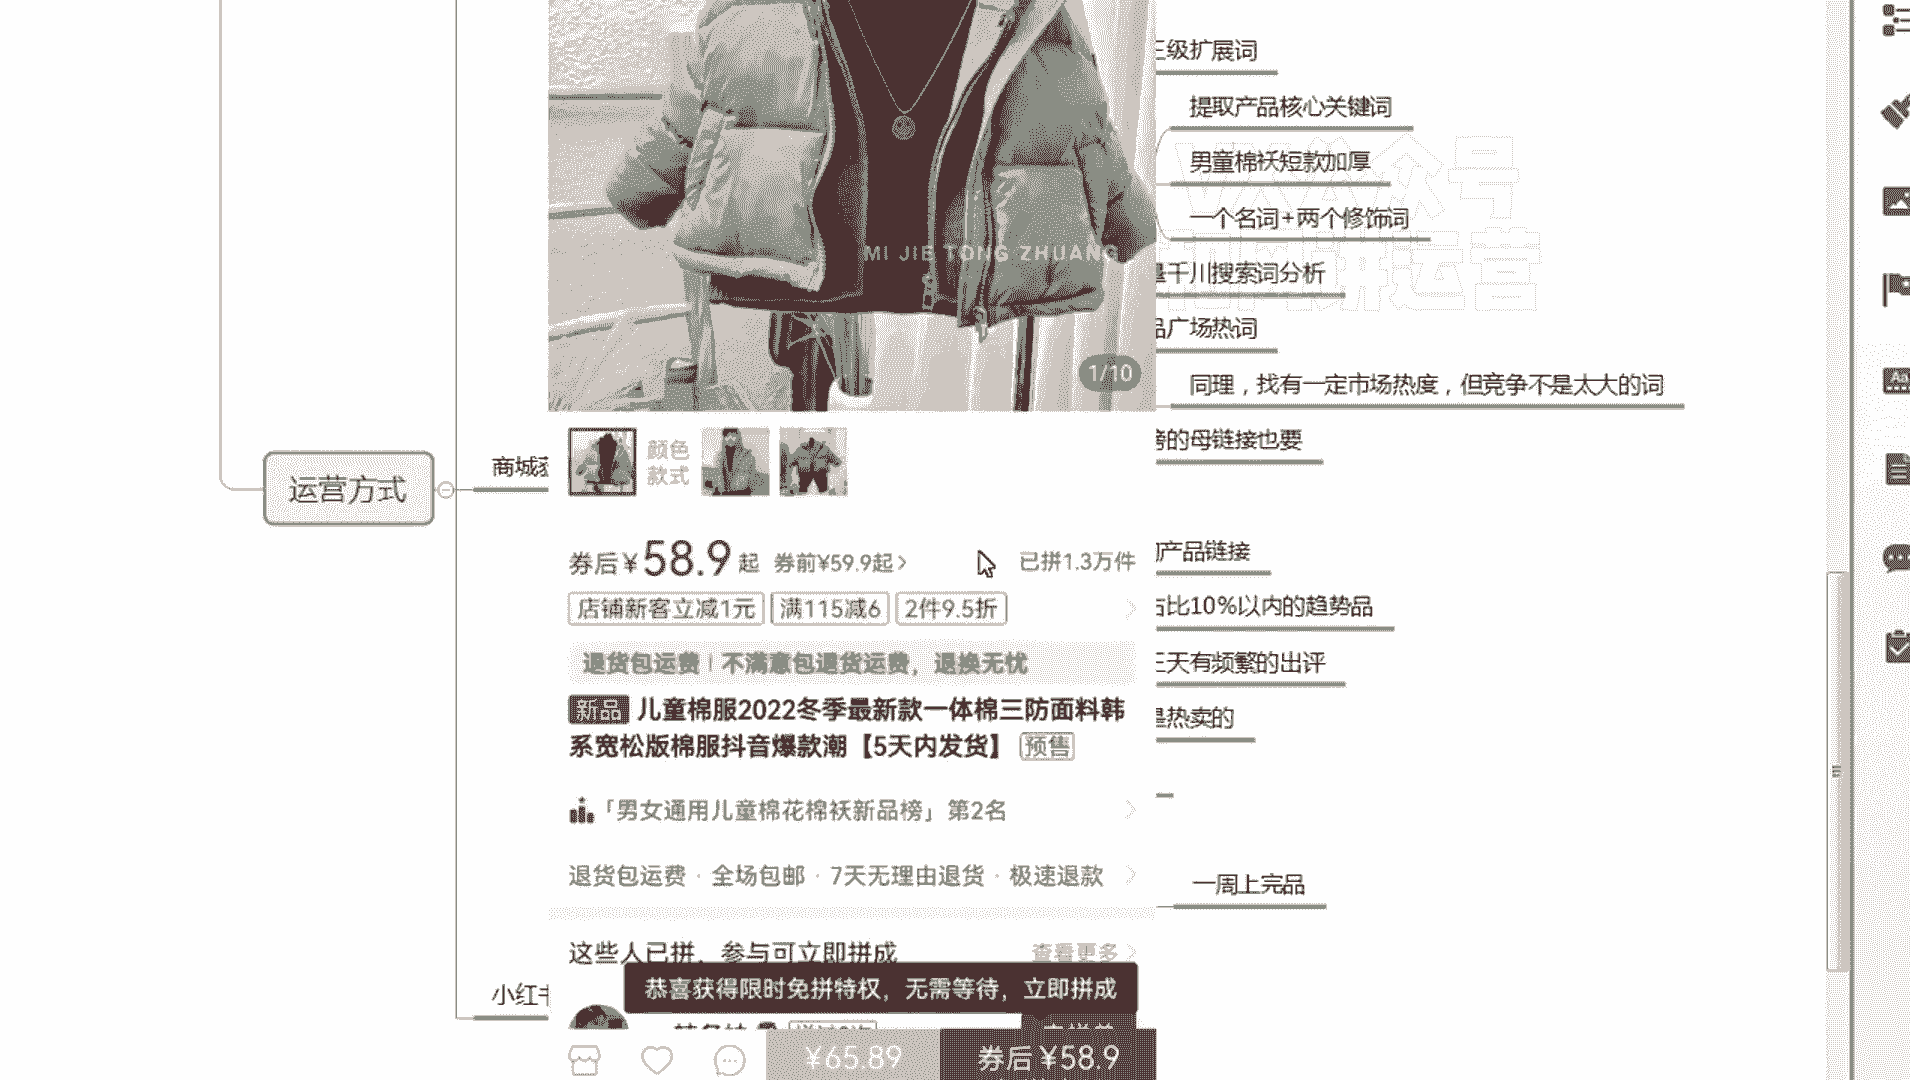 三级扩展词
提取产品核心关键词
男童棉袄短款加厚
一个名词+两个修饰词
千川搜索词分析
广场热词
同理，找有一定市场热度，但竞争不是太大的词
的母链接也要
产品链接
占比10%以内的趋势品
三天有频繁的出评
是热卖的
一周上完品
VX公众号
拼运营
运营方式
商城
小红书
MI JIE TONG ZHUANG
1/10
颜色
款式
券后¥58.9起 券前¥59.9起> 已拼1.3万件
店铺新客立减1元 满115减6 2件9.5折
退货包运费 | 不满意包退货运费，退换无忧
新品 儿童棉服2022冬季最新款一体棉三防面料韩
系宽松版棉服抖音爆款潮【5天内发货】 预售
「男女通用儿童棉花棉袄新品榜」第2名
退货包运费 · 全场包邮 · 7天无理由退货 · 极速退款
这些人已拼，参与可立即拼成 查看更多
恭喜获得限时免拼特权，无需等待，立即拼成
¥65.89 券后¥58.9